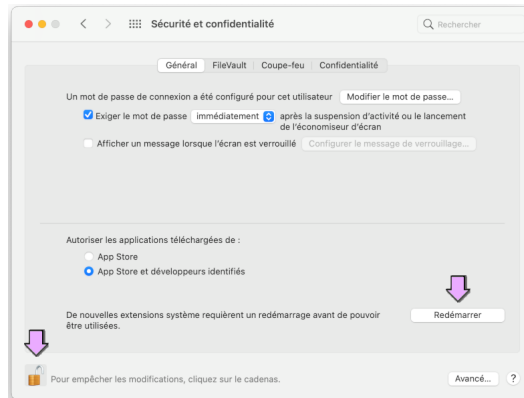 Sécurité et confidentialité
Rechercher
Général FileVault Coupe-feu Confidentialité
Un mot de passe de connexion a été configuré pour cet utilisateur Modifier le mot de passe...
Exiger le mot de passe immédiatement après la suspension d'activité ou le lancement
de l'économiseur d'écran
Afficher un message lorsque l'écran est verrouillé Configurer le message de verrouillage...
Autoriser les applications téléchargées de :
App Store
App Store et développeurs identifiés
De nouvelles extensions système requièrent un redémarrage avant de pouvoir
être utilisées.
Redémarrer
Pour empêcher les modifications, cliquez sur le cadenas.
Avancé... ?